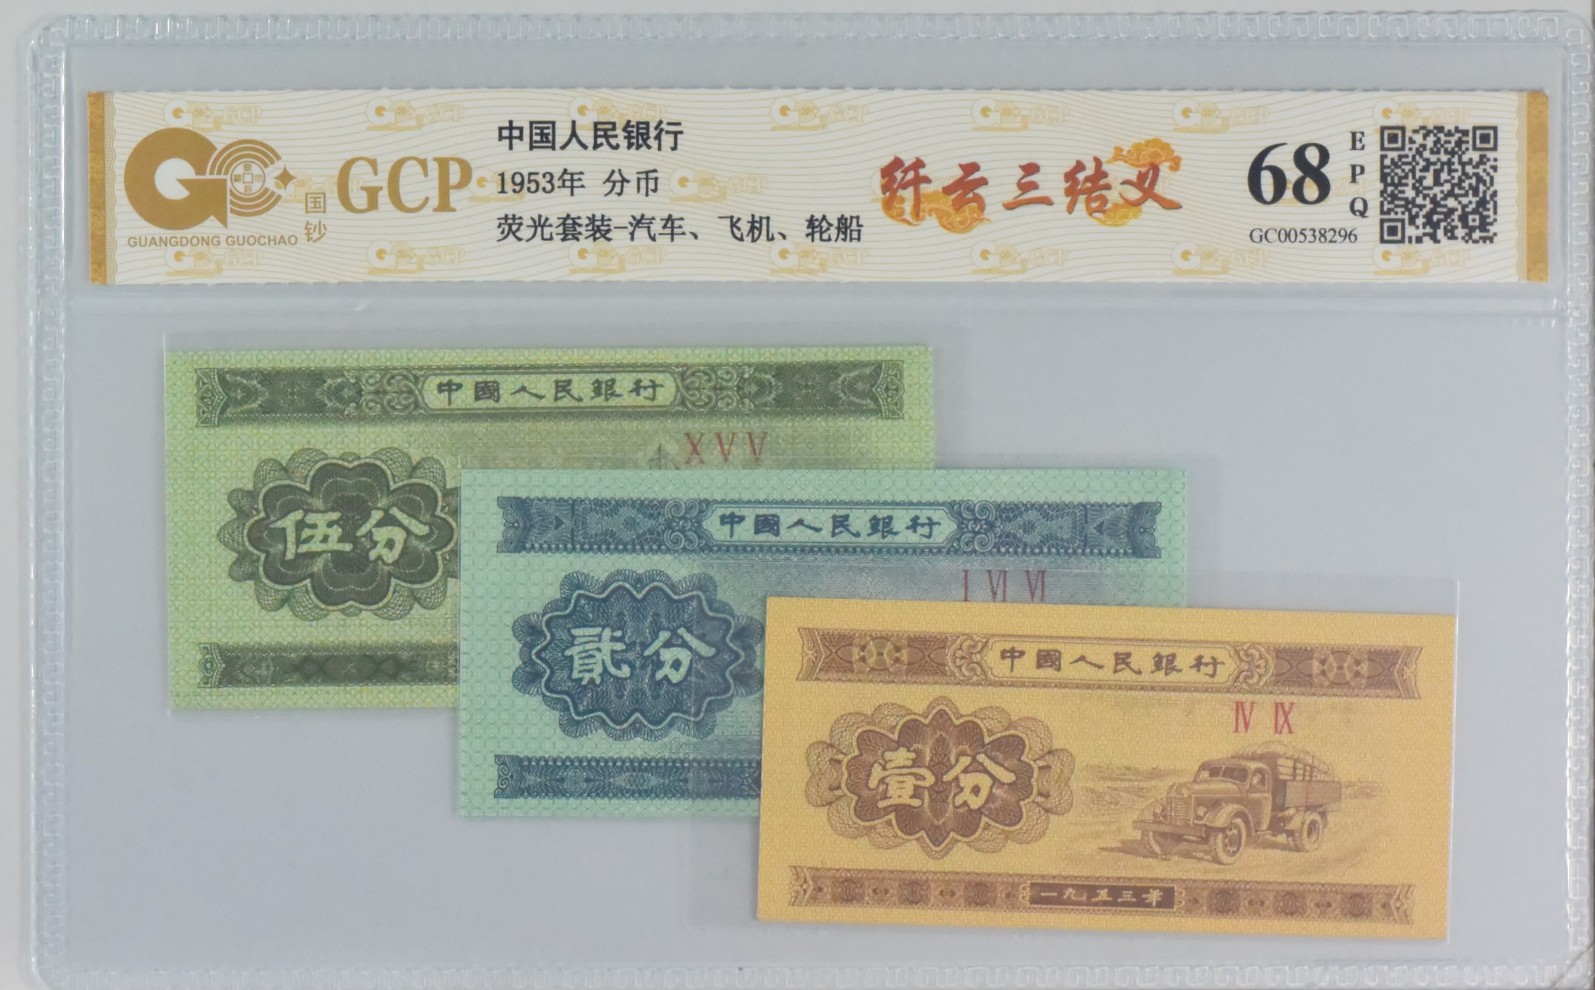 GCP
国钞
GUANGDONG GUOCHAO
中国人民银行
1953年 分币
荧光套装-汽车、飞机、轮船
纤云三结义
68
EPQ
GC00538296
中國人民銀行
XVV
伍分
中國人民銀行
I VI VI
貳分
中國人民銀行
IV IX
壹分
一九五三年